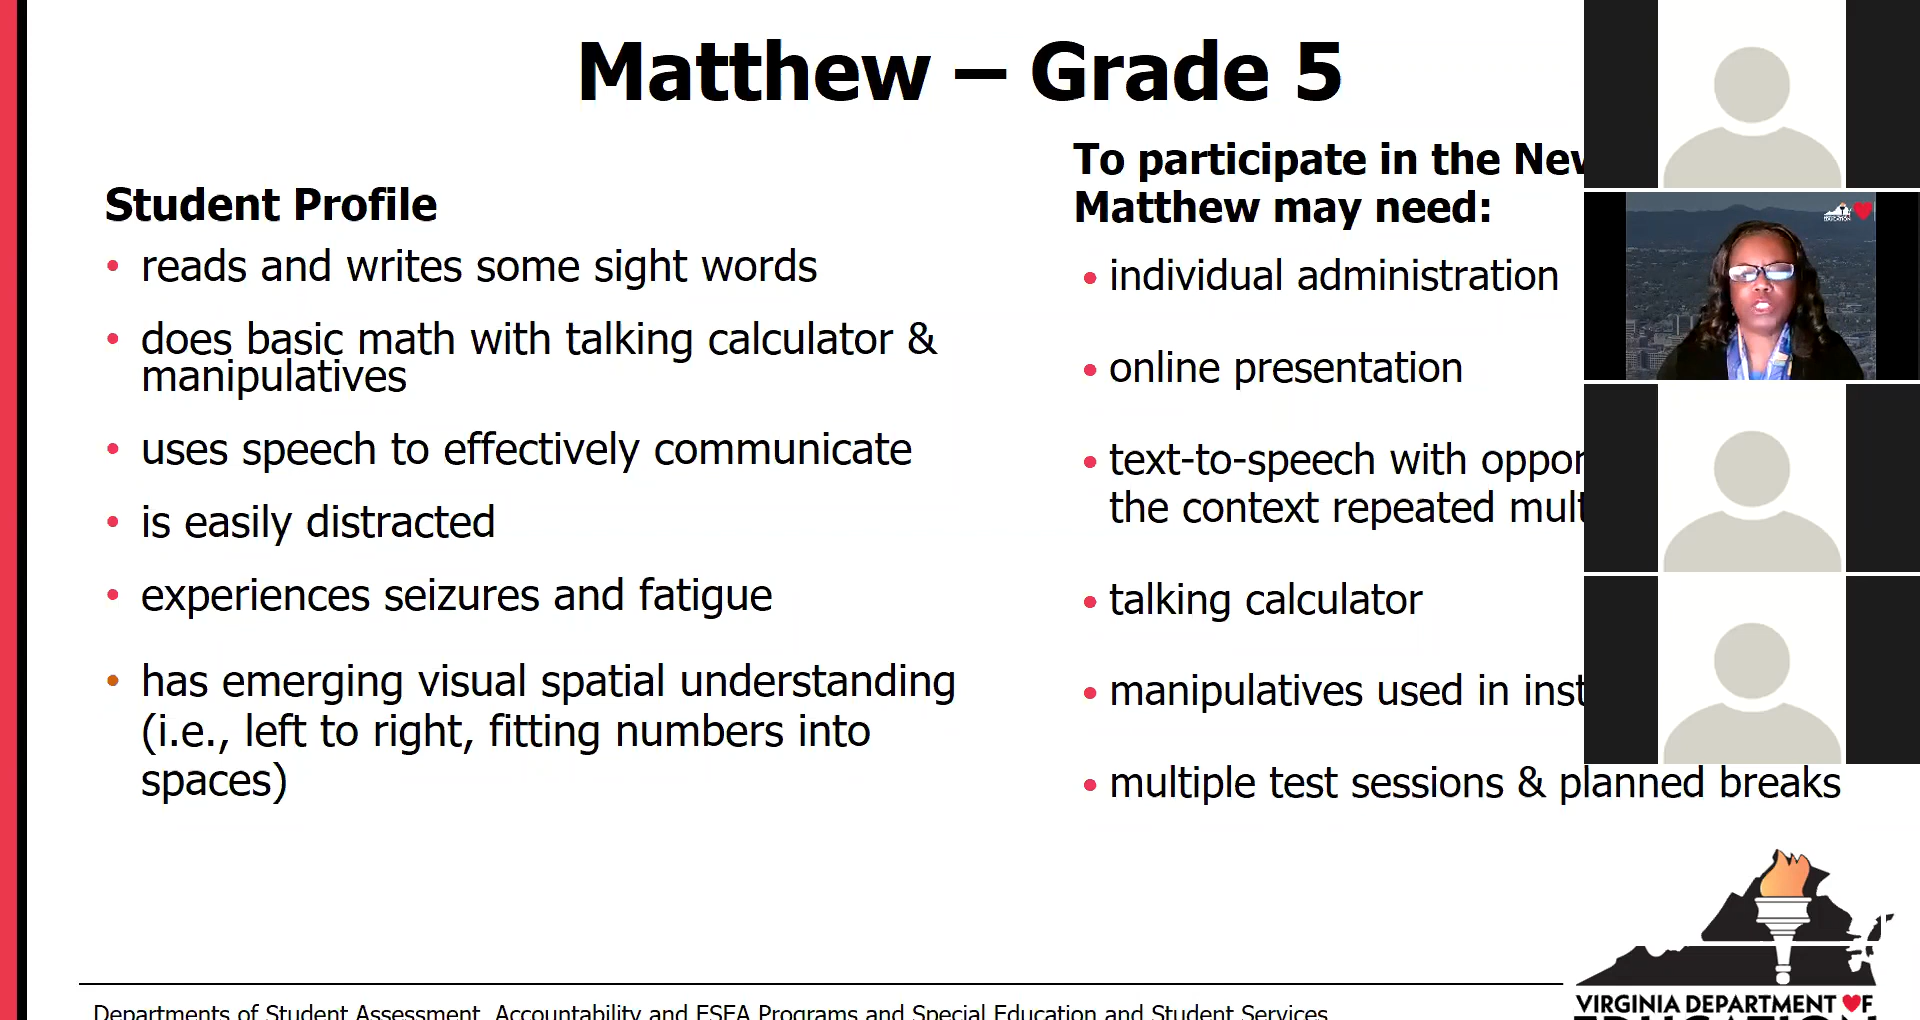 Matthew – Grade 5
Student Profile
• reads and writes some sight words
• does basic math with talking calculator &
manipulatives
• uses speech to effectively communicate
• is easily distracted
• experiences seizures and fatigue
• has emerging visual spatial understanding
(i.e., left to right, fitting numbers into
spaces)
To participate in the
Matthew may need:
• individual administration
• online presentation
• text-to-speech with
the context repeated
• talking calculator
• manipulatives used in
• multiple test sessions & planned breaks
Departments of Student Assessment, Accountability and ESEA Programs and Special Education and Student Services
VIRGINIA DEPARTMENT OF
EDUCATION